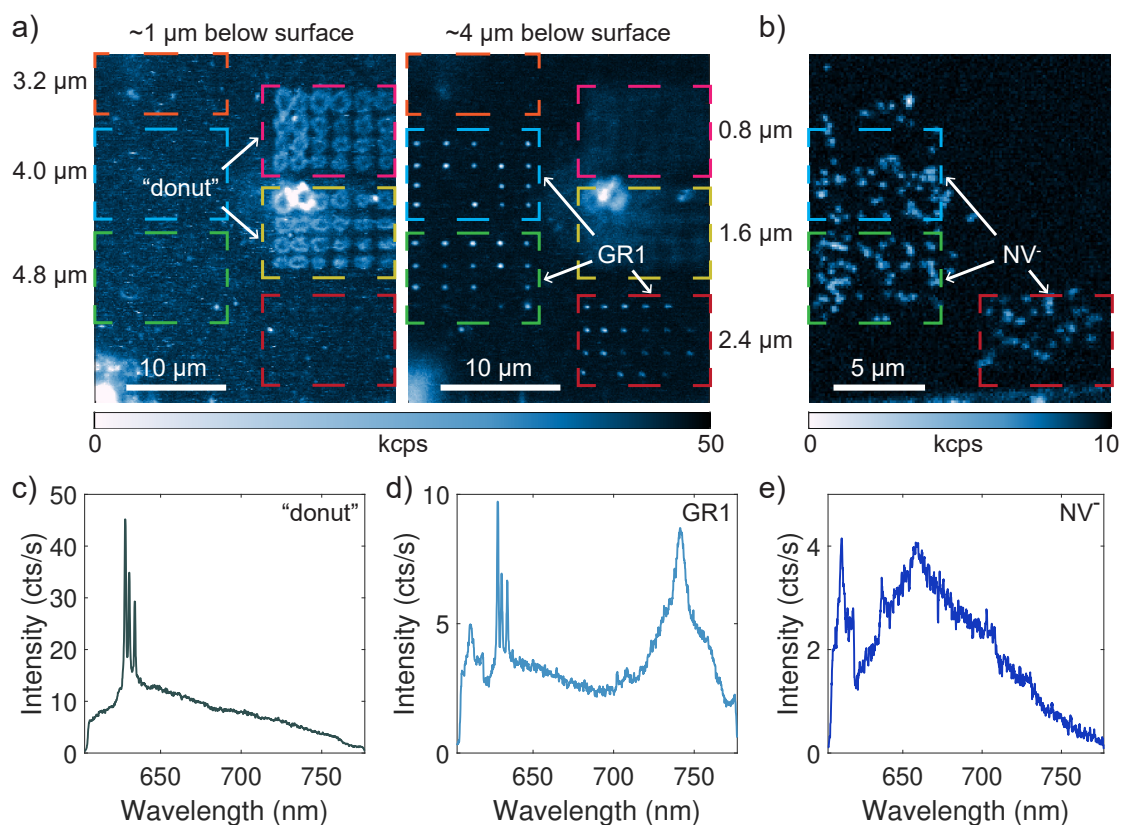 a)
~1 µm below surface
~4 µm below surface
b)
3.2 µm
4.0 µm
4.8 µm
"donut"
10 µm
GR1
10 µm
0.8 µm
1.6 µm
2.4 µm
NV⁻
5 µm
0 kcps 50
0 kcps 10
c)
50
40
30
20
10
0
Intensity (cts/s)
"donut"
650 700 750
Wavelength (nm)
d)
10
5
0
Intensity (cts/s)
GR1
650 700 750
Wavelength (nm)
e)
4
2
0
Intensity (cts/s)
NV⁻
650 700 750
Wavelength (nm)